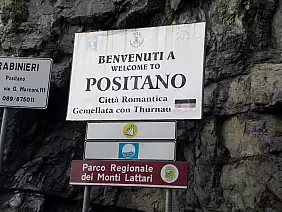 RABINIERI
Positano
via G. Marconi,111
089/875011
BENVENUTI A
WELCOME TO
POSITANO
Città Romantica
Gemellata con Thurnau
Parco Regionale
dei Monti Lattari